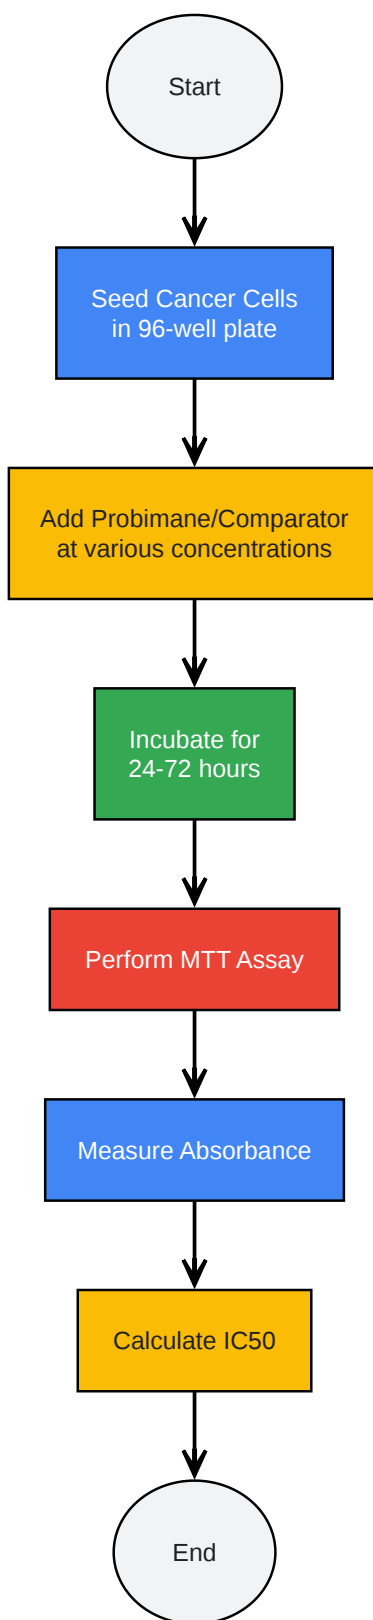 Start
Seed Cancer Cells
in 96-well plate
Add Probimane/Comparator
at various concentrations
Incubate for
24-72 hours
Perform MTT Assay
Measure Absorbance
Calculate IC50
End